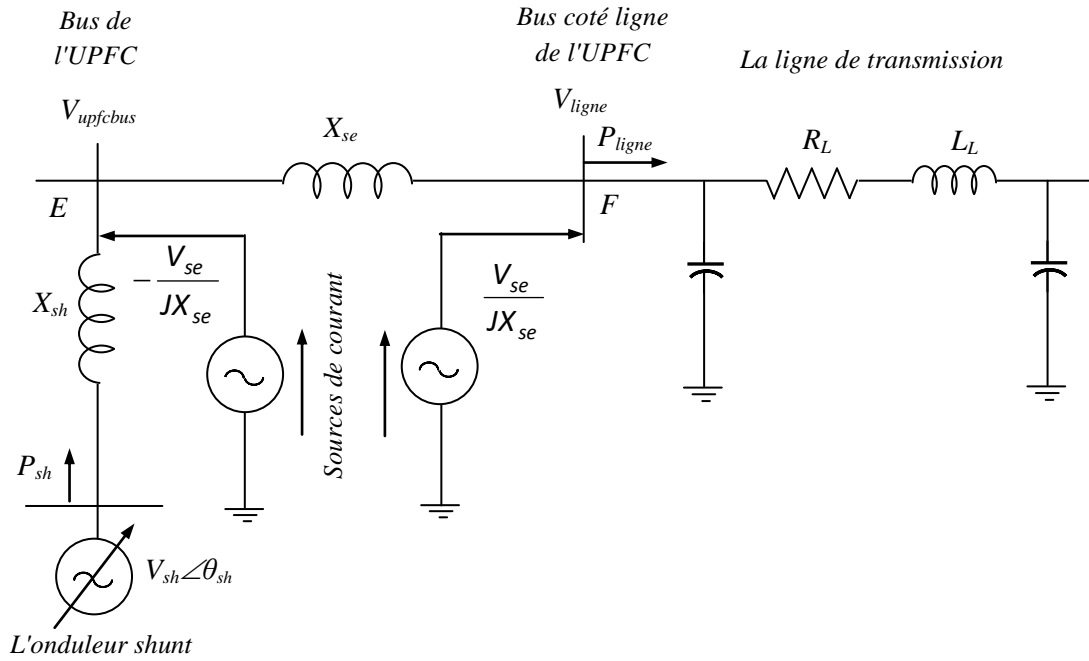 Bus de
l'UPFC
Bus coté ligne
de l'UPFC
La ligne de transmission
V_upfcbus
V_ligne
X_se
P_ligne
R_L
L_L
E
F
X_sh
− V_se / JX_se
V_se / JX_se
Sources de courant
P_sh
V_sh∠θ_sh
L'onduleur shunt